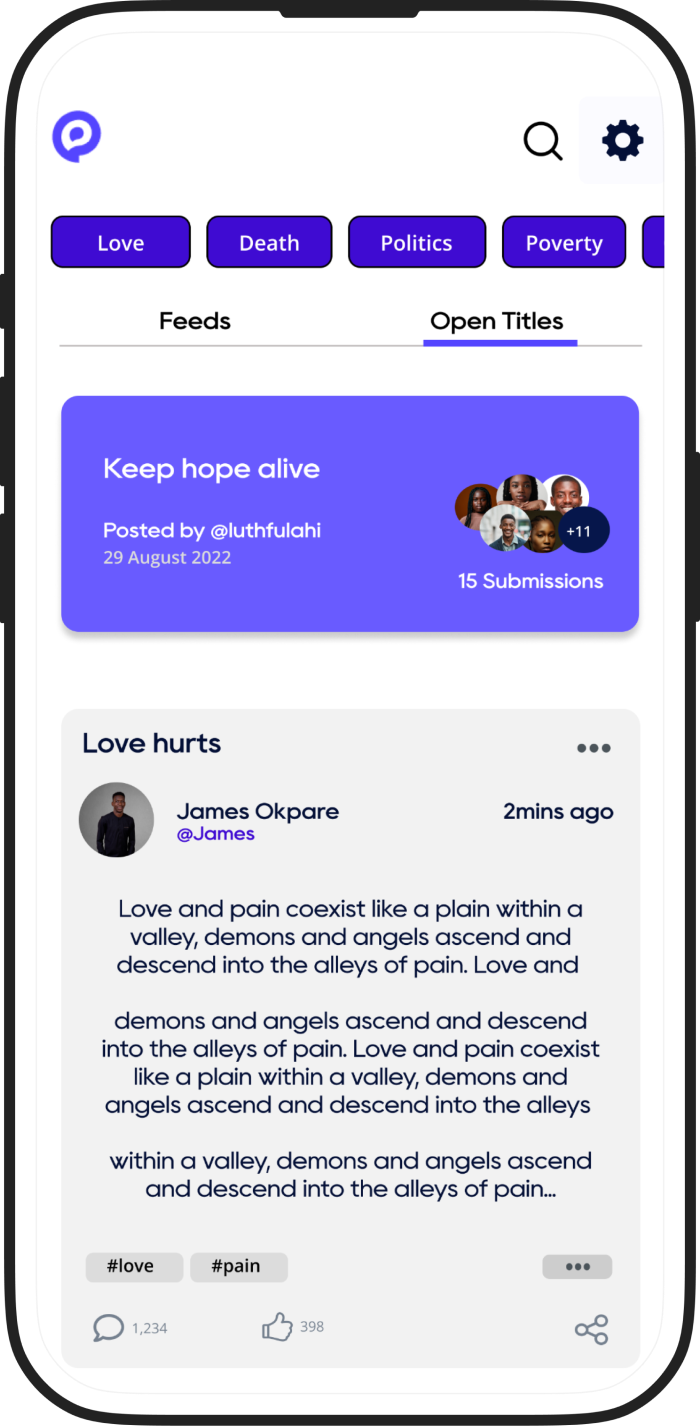 Love Death Politics Poverty
Feeds Open Titles
Keep hope alive
Posted by @luthfulahi
29 August 2022
+11
15 Submissions
Love hurts
James Okpare 2mins ago
@James
Love and pain coexist like a plain within a
valley, demons and angels ascend and
descend into the alleys of pain. Love and
demons and angels ascend and descend
into the alleys of pain. Love and pain coexist
like a plain within a valley, demons and
angels ascend and descend into the alleys
within a valley, demons and angels ascend
and descend into the alleys of pain...
#love #pain
1,234 398